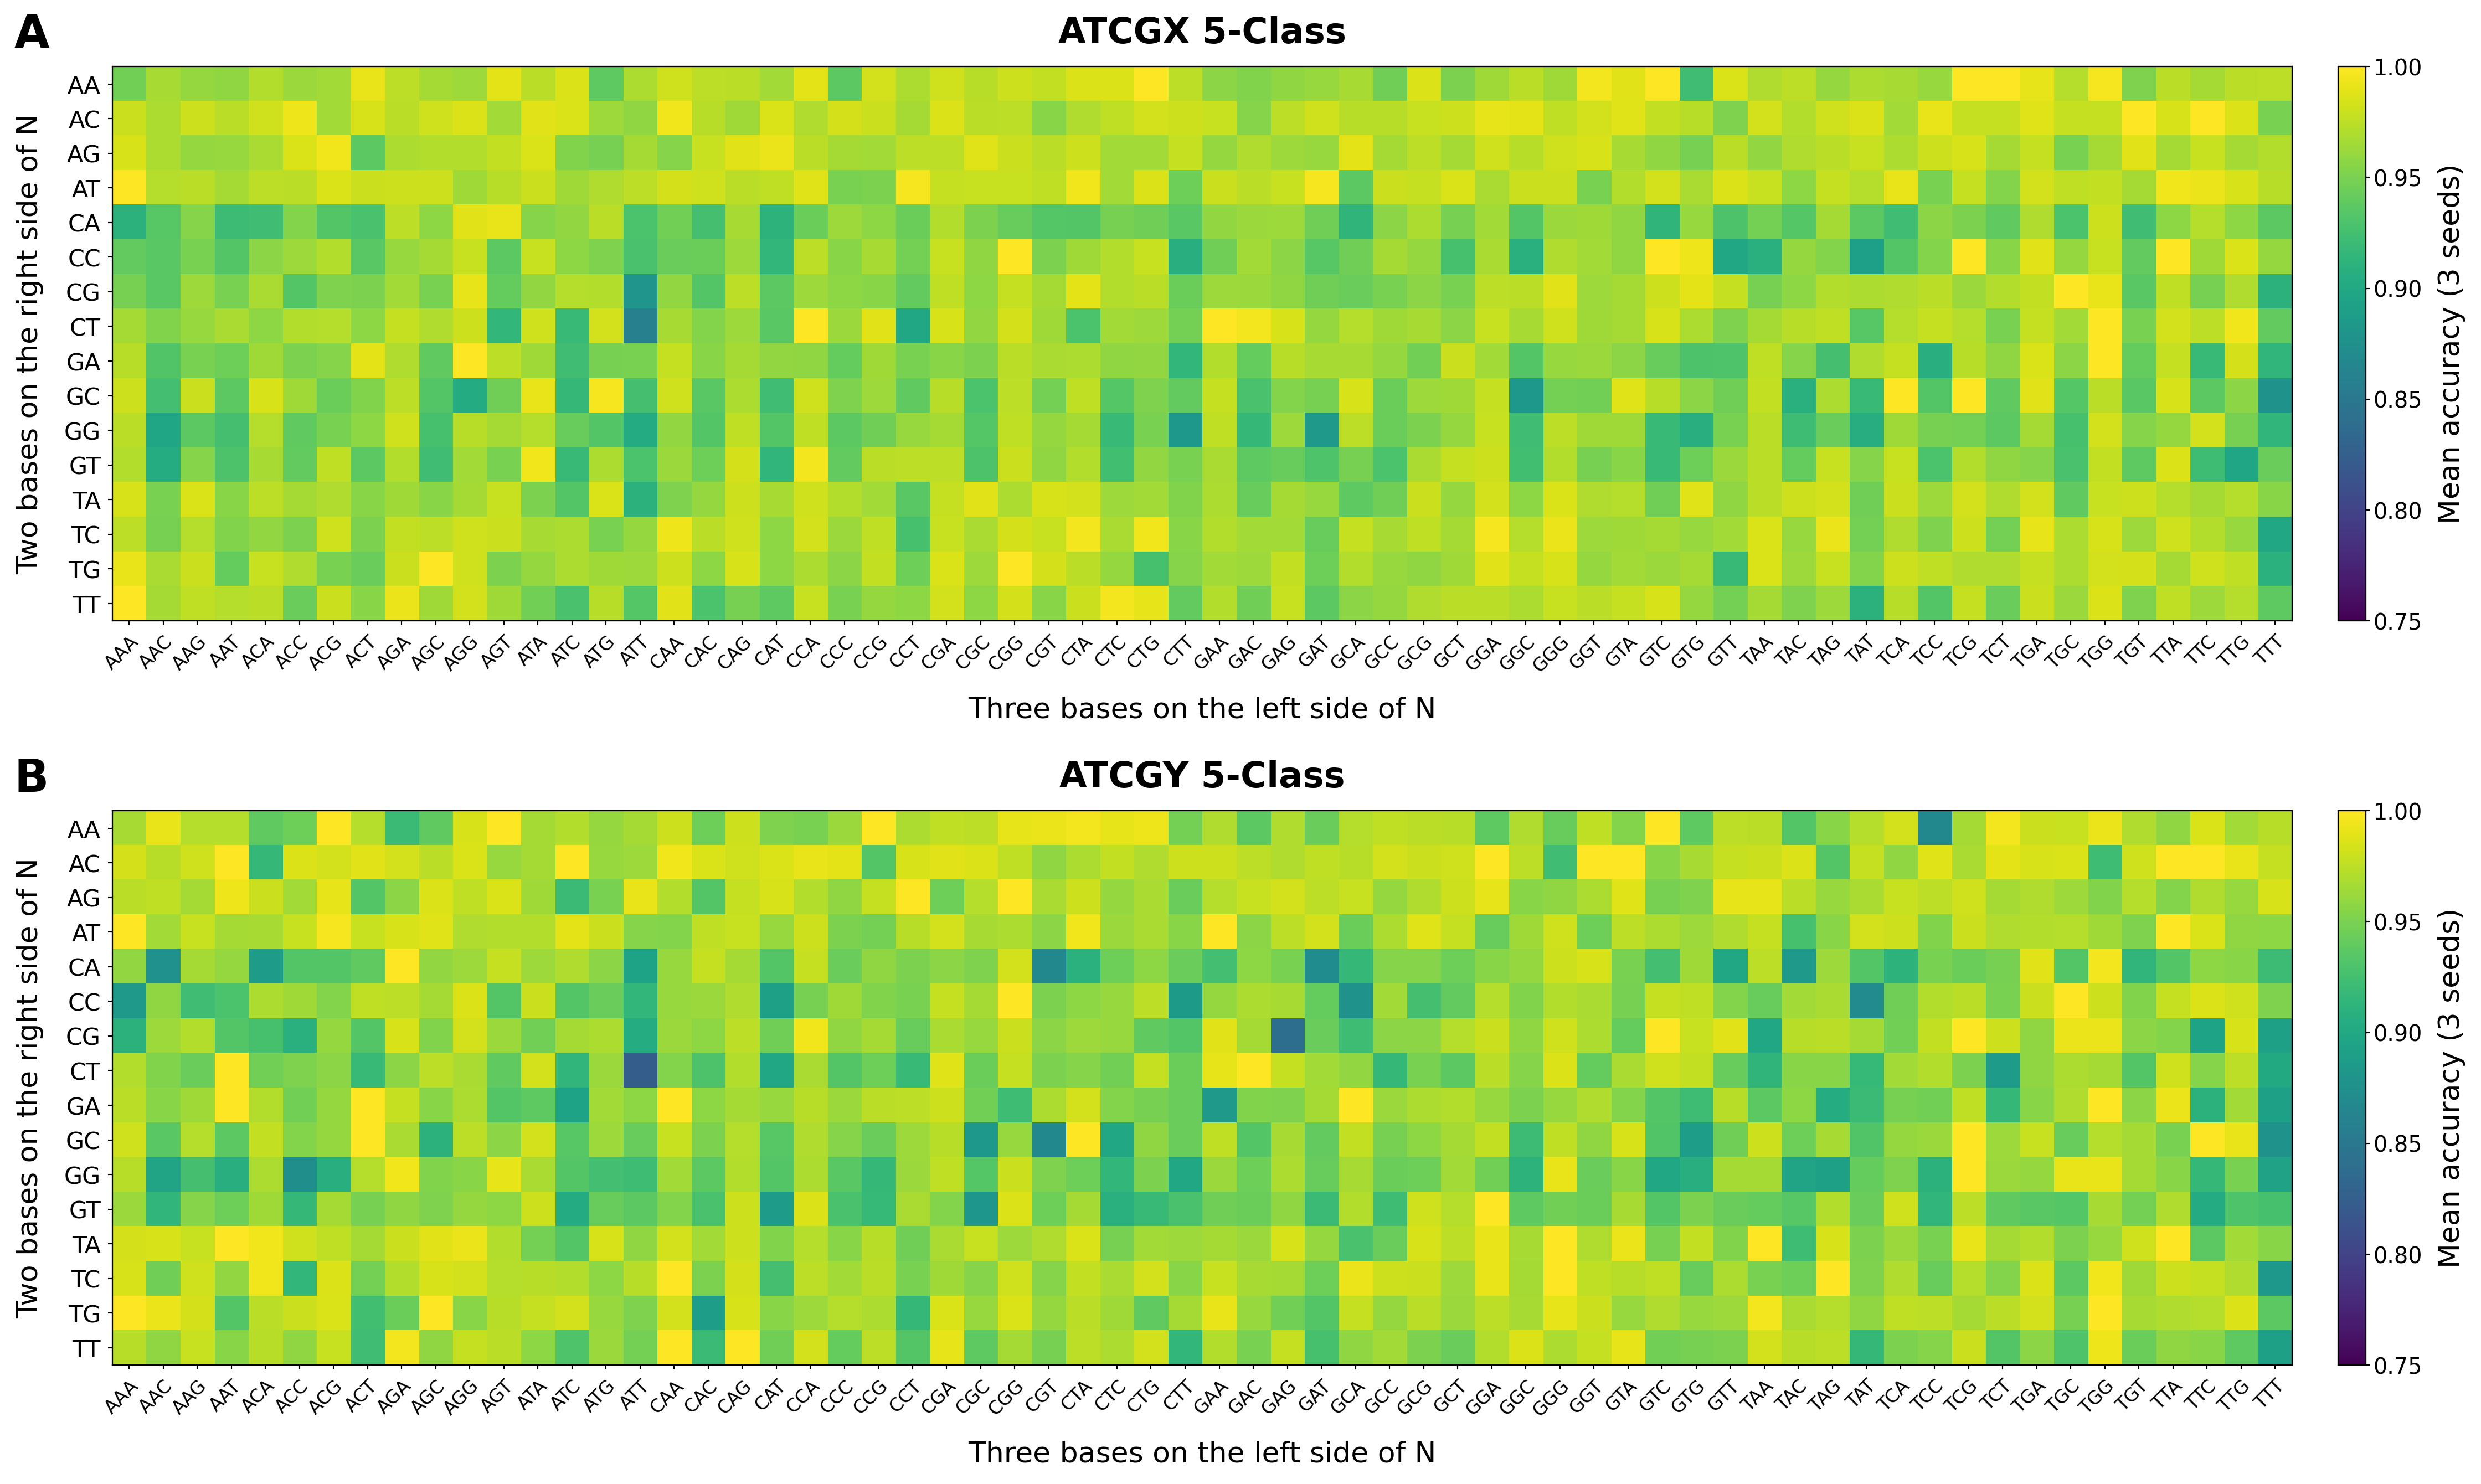 A
ATCGX 5-Class
Two bases on the right side of N
AA
AC
AG
AT
CA
CC
CG
CT
GA
GC
GG
GT
TA
TC
TG
TT
AAA AAC AAG AAT ACA ACC ACG ACT AGA AGC AGG AGT ATA ATC ATG ATT CAA CAC CAG CAT CCA CCC CCG CCT CGA CGC CGG CGT CTA CTC CTG CTT GAA GAC GAG GAT GCA GCC GCG GCT GGA GGC GGG GGT GTA GTC GTG GTT TAA TAC TAG TAT TCA TCC TCG TCT TGA TGC TGG TGT TTA TTC TTG TTT
Three bases on the left side of N
1.00
0.95
0.90
0.85
0.80
0.75
Mean accuracy (3 seeds)
B
ATCGY 5-Class
Two bases on the right side of N
AA
AC
AG
AT
CA
CC
CG
CT
GA
GC
GG
GT
TA
TC
TG
TT
AAA AAC AAG AAT ACA ACC ACG ACT AGA AGC AGG AGT ATA ATC ATG ATT CAA CAC CAG CAT CCA CCC CCG CCT CGA CGC CGG CGT CTA CTC CTG CTT GAA GAC GAG GAT GCA GCC GCG GCT GGA GGC GGG GGT GTA GTC GTG GTT TAA TAC TAG TAT TCA TCC TCG TCT TGA TGC TGG TGT TTA TTC TTG TTT
Three bases on the left side of N
1.00
0.95
0.90
0.85
0.80
0.75
Mean accuracy (3 seeds)